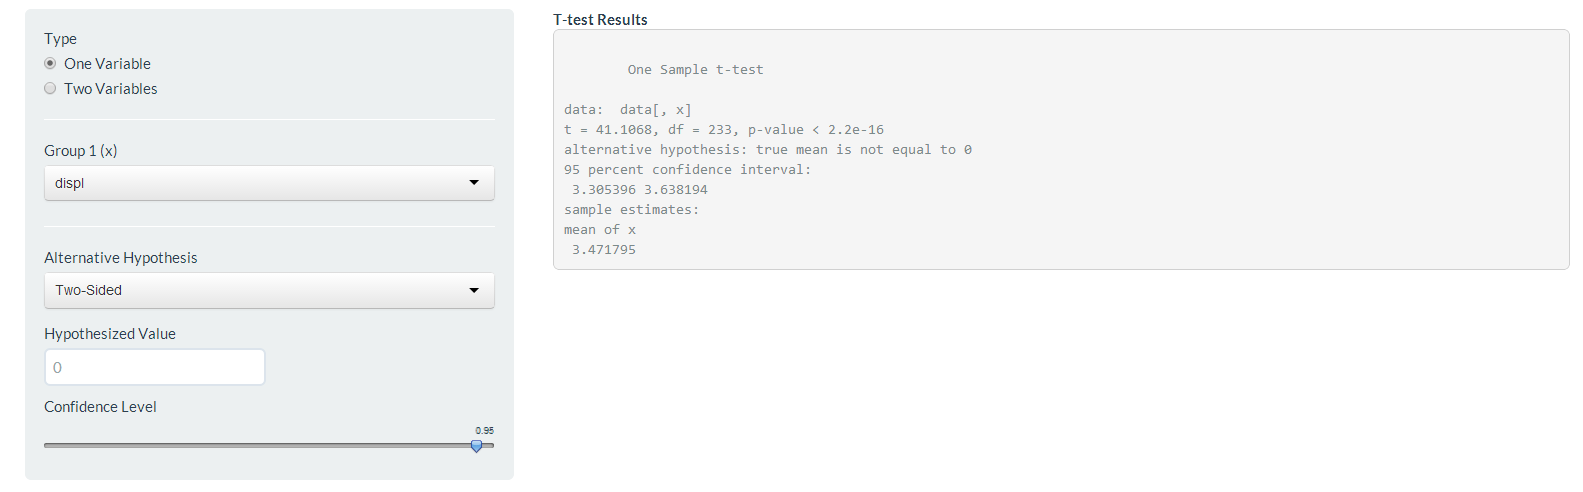 Type
One Variable
Two Variables
Group 1 (x)
displ
Alternative Hypothesis
Two-Sided
Hypothesized Value
0
Confidence Level
0.95
T-test Results
One Sample t-test
data:  data[, x]
t = 41.1068, df = 233, p-value < 2.2e-16
alternative hypothesis: true mean is not equal to 0
95 percent confidence interval:
3.305396 3.638194
sample estimates:
mean of x
3.471795